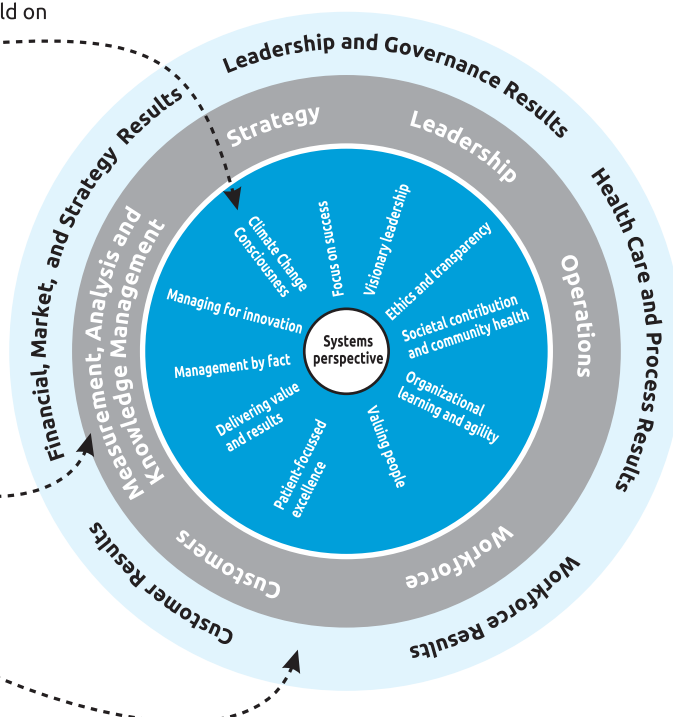 ld on
Leadership and Governance Results
Health Care and Process Results
Workforce Results
Customer Results
Financial, Market, and Strategy Results
Strategy
Leadership
Operations
Workforce
Customers
Measurement, Analysis and
Knowledge Management
Climate Change
Consciousness
Focus on success
Visionary leadership
Ethics and transparency
Societal contribution
and community health
Organizational
learning and agility
Valuing people
Patient-focussed
excellence
Delivering value
and results
Management by fact
Managing for innovation
Systems
perspective